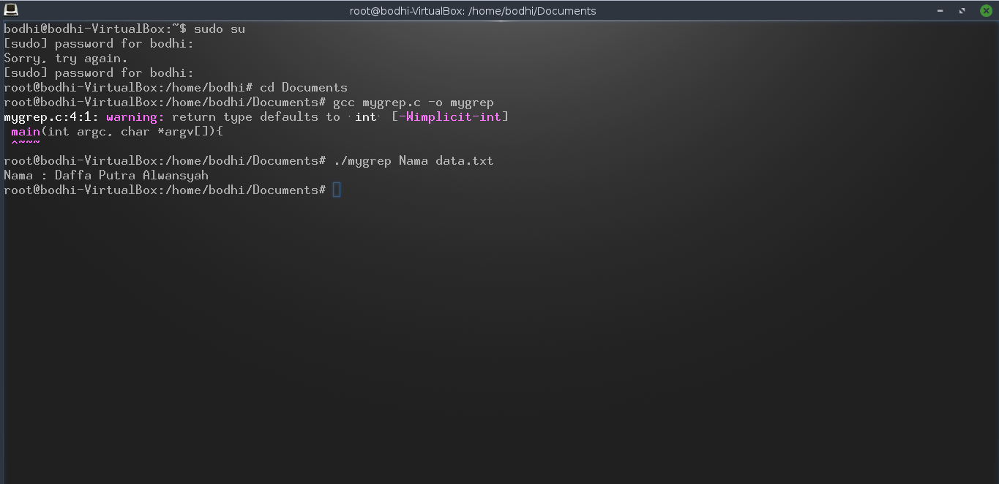 root@bodhi-VirtualBox: /home/bodhi/Documents
bodhi@bodhi-VirtualBox:~$ sudo su
[sudo] password for bodhi:
Sorry, try again.
[sudo] password for bodhi:
root@bodhi-VirtualBox:/home/bodhi# cd Documents
root@bodhi-VirtualBox:/home/bodhi/Documents# gcc mygrep.c -o mygrep
mygrep.c:4:1: warning: return type defaults to ‘int’ [-Wimplicit-int]
 main(int argc, char *argv[]){
 ^~~~
root@bodhi-VirtualBox:/home/bodhi/Documents# ./mygrep Nama data.txt
Nama : Daffa Putra Alwansyah
root@bodhi-VirtualBox:/home/bodhi/Documents#